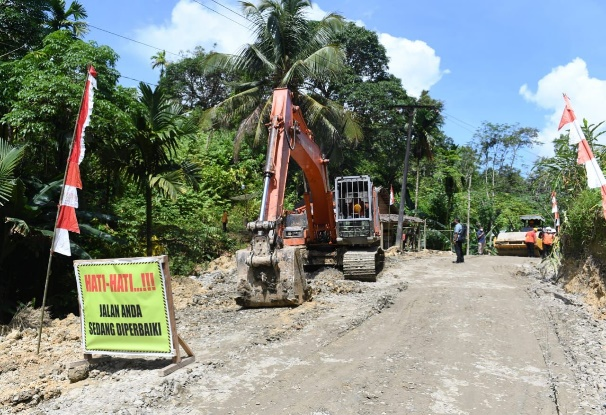 HATI-HATI...!!!
JALAN ANDA
SEDANG DIPERBAIKI